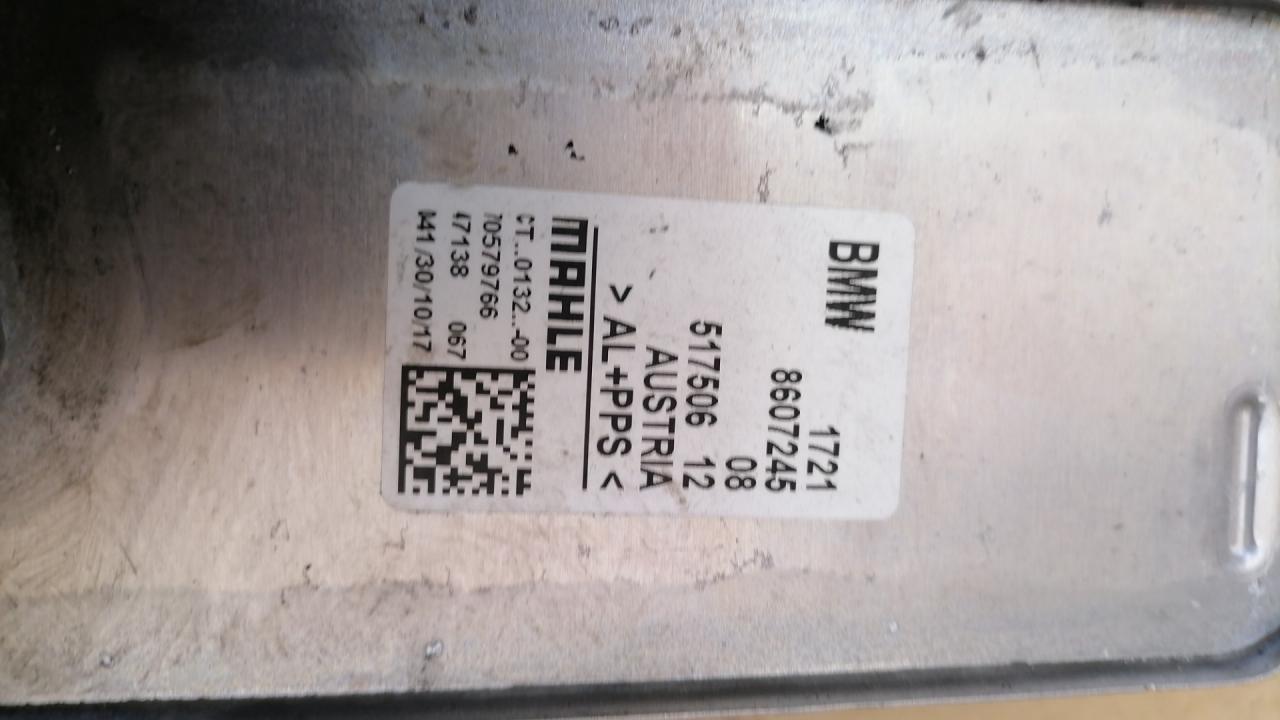 BMW
1721
8607245
08
517506 12
AUSTRIA
> AL+PPS <
MAHLE
CT...0132...-00
70579766
47138 067
041/30/10/17